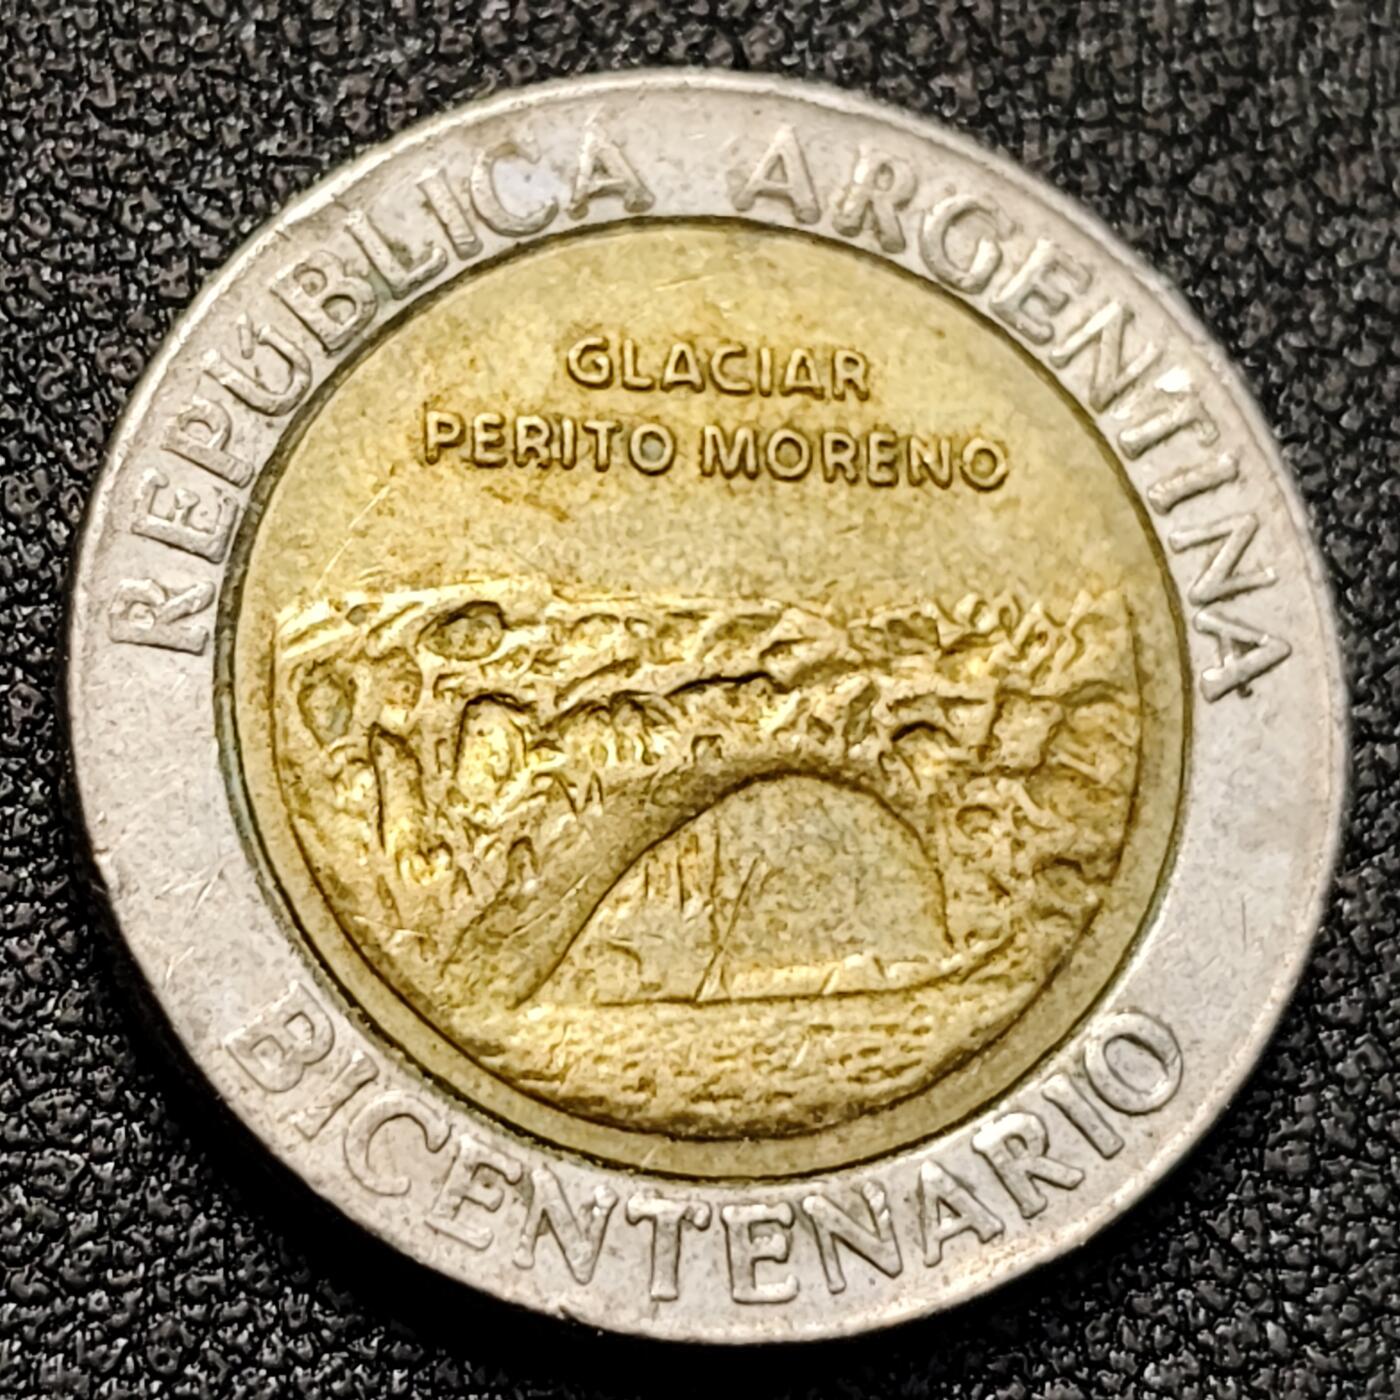 REPÚBLICA ARGENTINA
GLACIAR
PERITO MORENO
BICENTENARIO